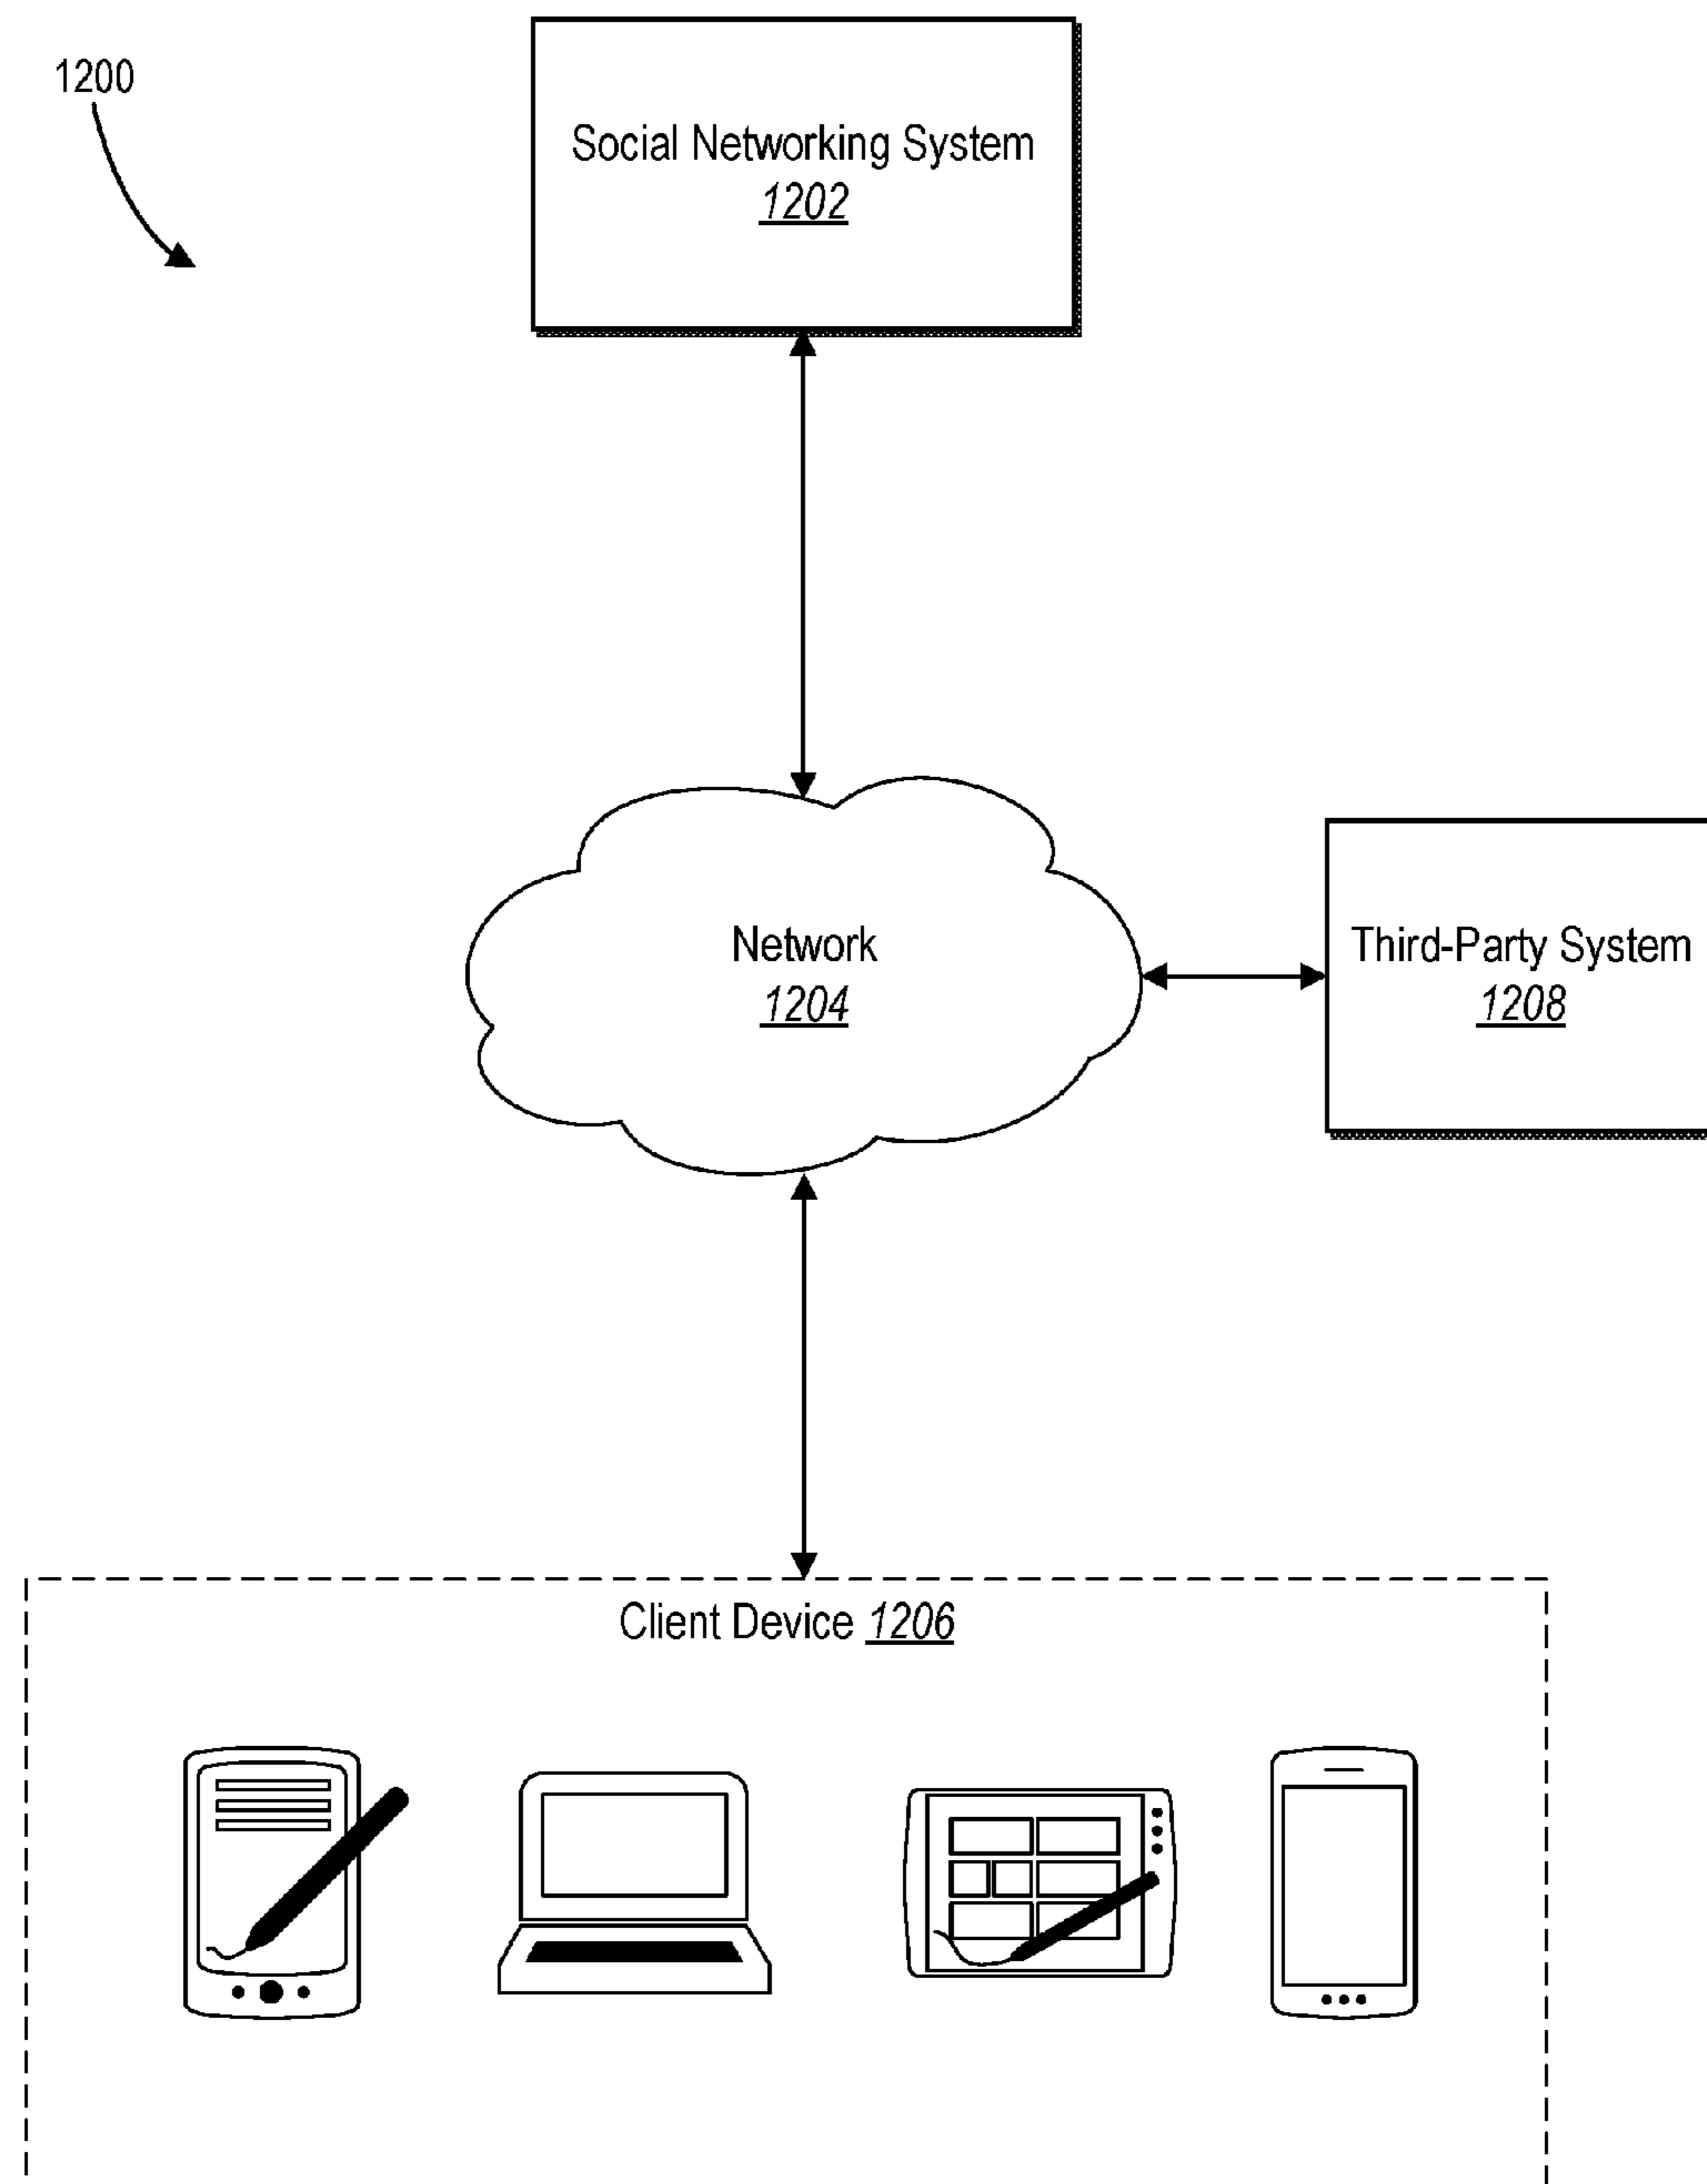 1200
Social Networking System
1202
Network
1204
Third-Party System
1208
Client Device 1206